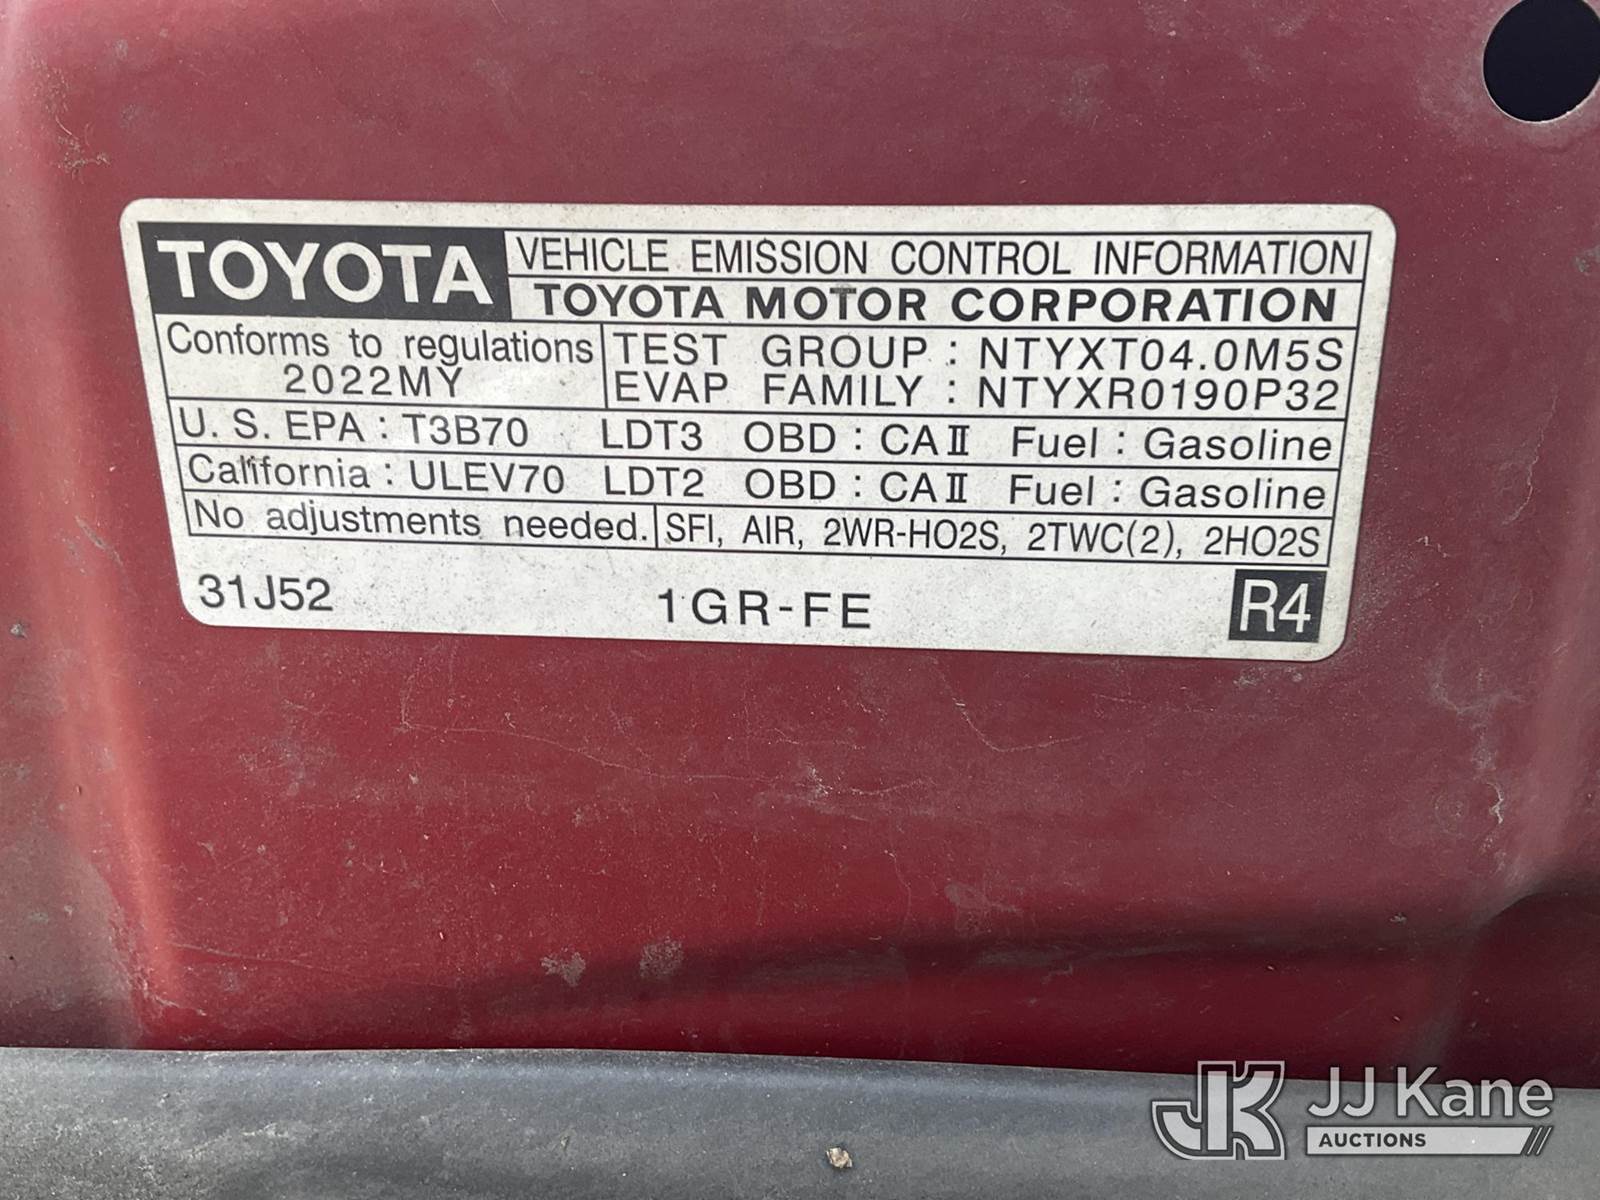 TOYOTA VEHICLE EMISSION CONTROL INFORMATION
TOYOTA MOTOR CORPORATION
Conforms to regulations
2022MY
TEST GROUP : NTYXT04.0M5S
EVAP FAMILY : NTYXR0190P32
U. S. EPA : T3B70 LDT3 OBD : CAⅡ Fuel : Gasoline
California : ULEV70 LDT2 OBD : CAⅡ Fuel : Gasoline
No adjustments needed. SFI, AIR, 2WR-HO2S, 2TWC(2), 2HO2S
31J52 1GR-FE R4
JK JJ Kane
AUCTIONS